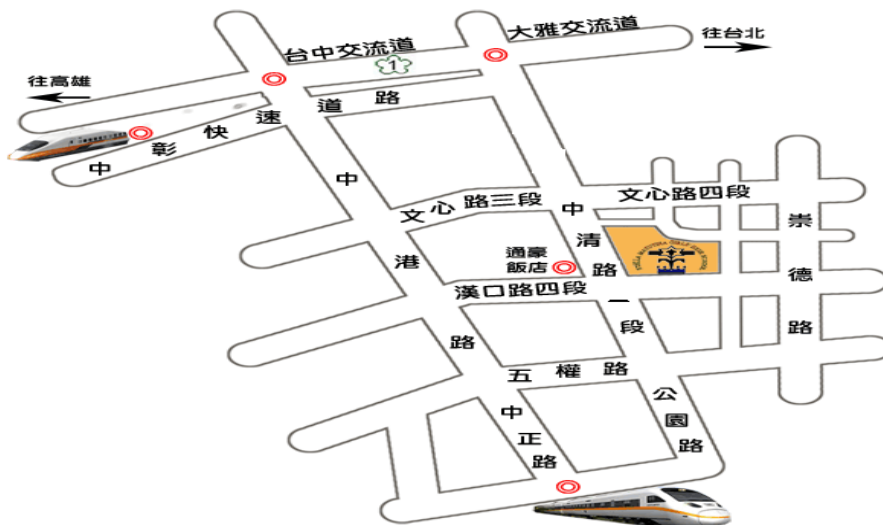 大雅交流道
台中交流道
往台北
1
往高雄
中彰快速道路
文心路三段
文心路四段
中港路
中清路一段
崇德路
通豪
飯店
漢口路四段
五權路
公園路
中正路